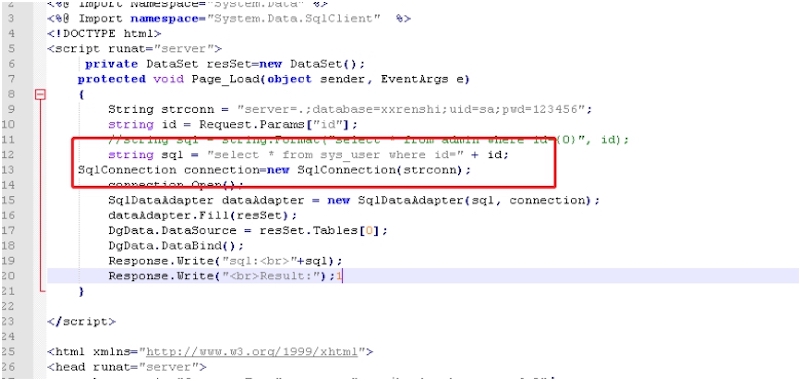 2 <%@ Import Namespace="System.Data" %>
3 <%@ Import namespace="System.Data.SqlClient" %>
4 <!DOCTYPE html>
5 <script runat="server">
6 private DataSet resSet=new DataSet();
7 protected void Page_Load(object sender, EventArgs e)
8 {
9 String strconn = "server=.;database=xxrenshi;uid=sa;pwd=123456";
10 string id = Request.Params["id"];
11 //string sql = string.Format("select * from admin where id={0}", id);
12 string sql = "select * from sys_user where id=" + id;
13 SqlConnection connection=new SqlConnection(strconn);
14 connection.Open();
15 SqlDataAdapter dataAdapter = new SqlDataAdapter(sql, connection);
16 dataAdapter.Fill(resSet);
17 DgData.DataSource = resSet.Tables[0];
18 DgData.DataBind();
19 Response.Write("sql:<br>"+sql);
20 Response.Write("<br>Result:");1
21 }
22
23 </script>
24
25 <html xmlns="http://www.w3.org/1999/xhtml">
26 <head runat="server">